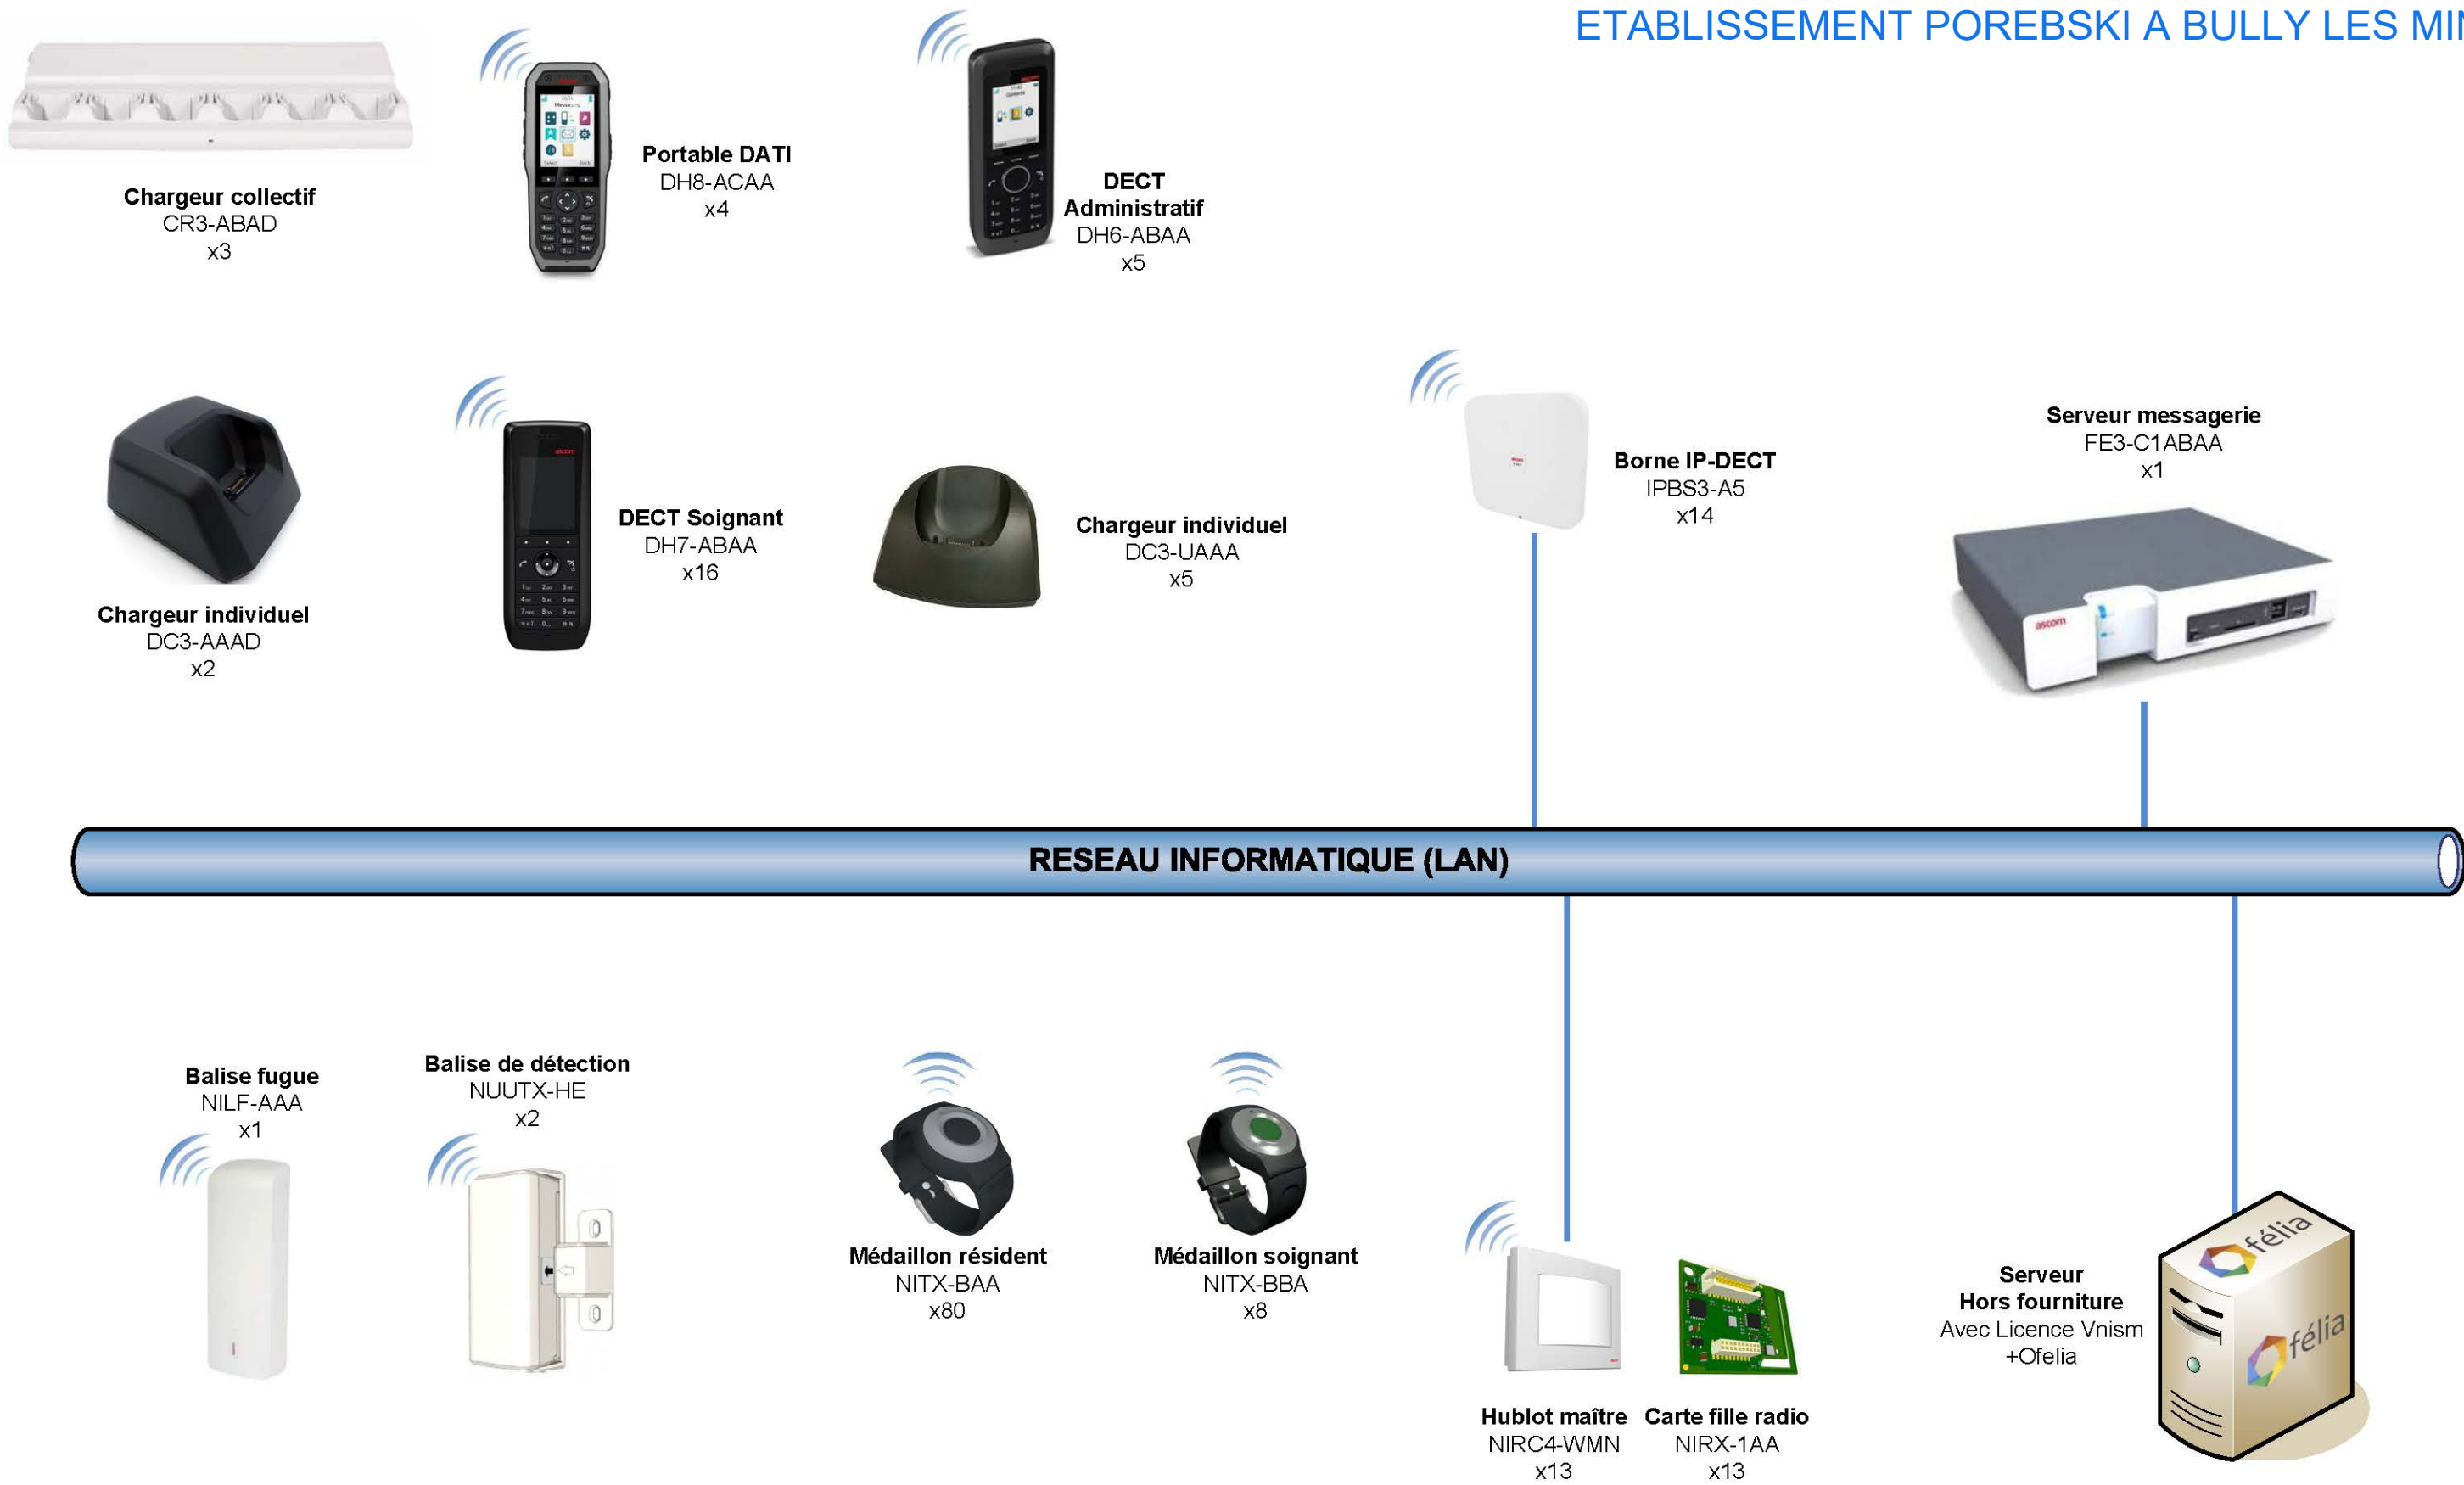 ETABLISSEMENT POREBSKI A BULLY LES
Chargeur collectif
CR3-ABAD
x3
Portable DATI
DH8-ACAA
x4
DECT
Administratif
DH6-ABAA
x5
Chargeur individuel
DC3-AAAD
x2
ascom
DECT Soignant
DH7-ABAA
x16
Chargeur individuel
DC3-UAAA
x5
Borne IP-DECT
IPBS3-A5
x14
Serveur messagerie
FE3-C1ABAA
x1
ascom
RESEAU INFORMATIQUE (LAN)
Balise fugue
NILF-AAA
x1
Balise de détection
NUUTX-HE
x2
Médaillon résident
NITX-BAA
x80
Médaillon soignant
NITX-BBA
x8
Hublot maître
NIRC4-WMN
x13
Carte fille radio
NIRX-1AA
x13
Serveur
Hors fourniture
Avec Licence Vnism
+Ofelia
félia
félia